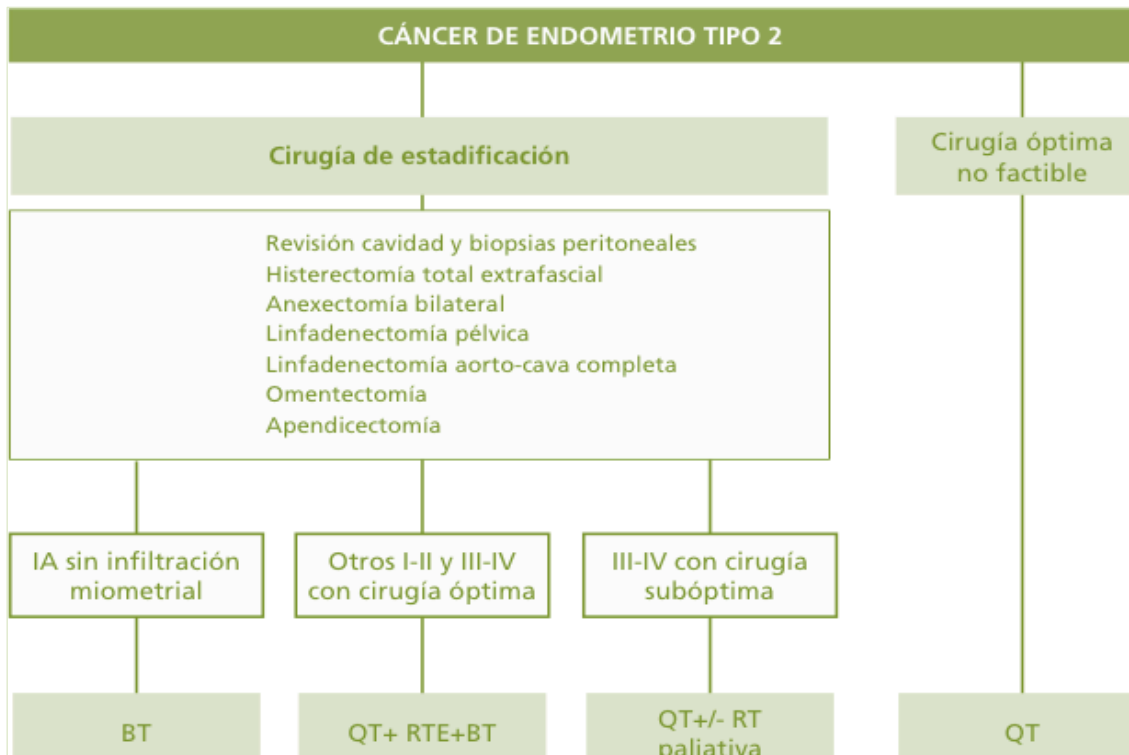 CÁNCER DE ENDOMETRIO TIPO 2
Cirugía de estadificación
Cirugía óptima
no factible
Revisión cavidad y biopsias peritoneales
Histerectomía total extrafascial
Anexectomía bilateral
Linfadenectomía pélvica
Linfadenectomía aorto-cava completa
Omentectomía
Apendicectomía
IA sin infiltración
miometrial
Otros I-II y III-IV
con cirugía óptima
III-IV con cirugía
subóptima
BT
QT+ RTE+BT
QT+/- RT
paliativa
QT